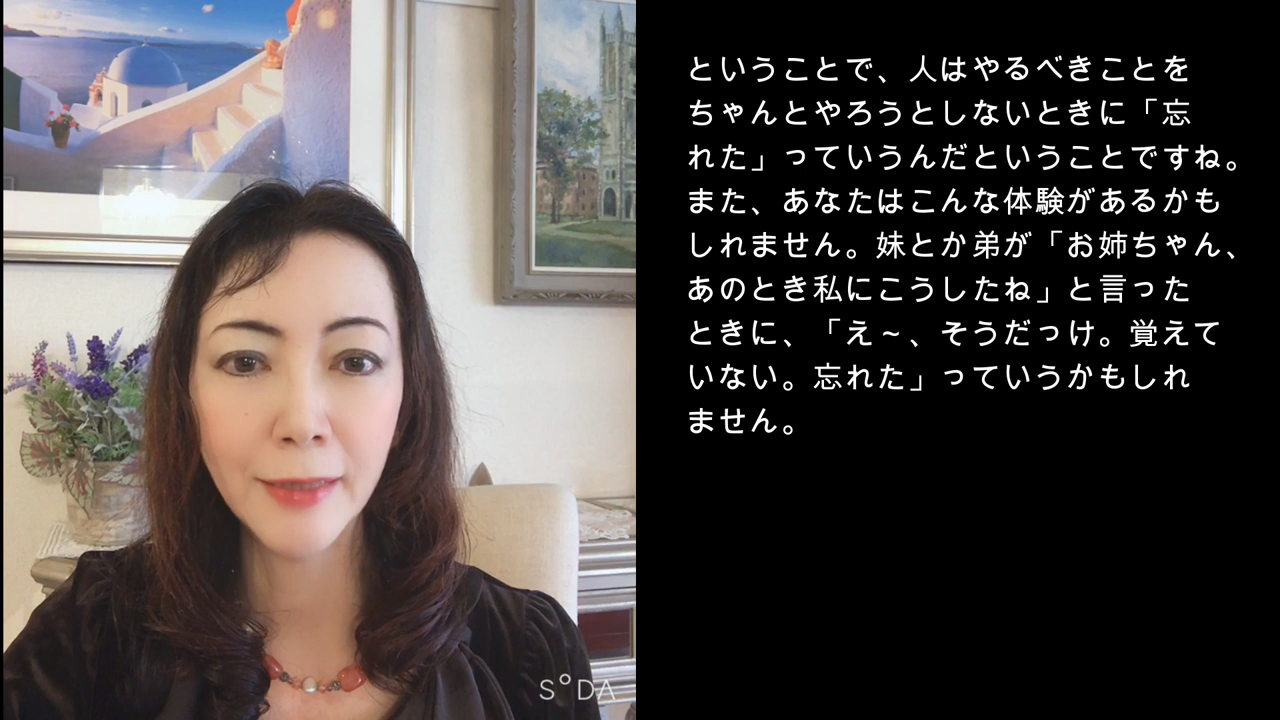 ということで、人はやるべきことを
ちゃんとやろうとしないときに「忘
れた」っていうんだということですね。
また、あなたはこんな体験があるかも
しれません。妹とか弟が「お姉ちゃん、
あのとき私にこうしたね」と言った
ときに、「え～、そうだっけ。覚えて
いない。忘れた」っていうかもしれ
ません。
SODA